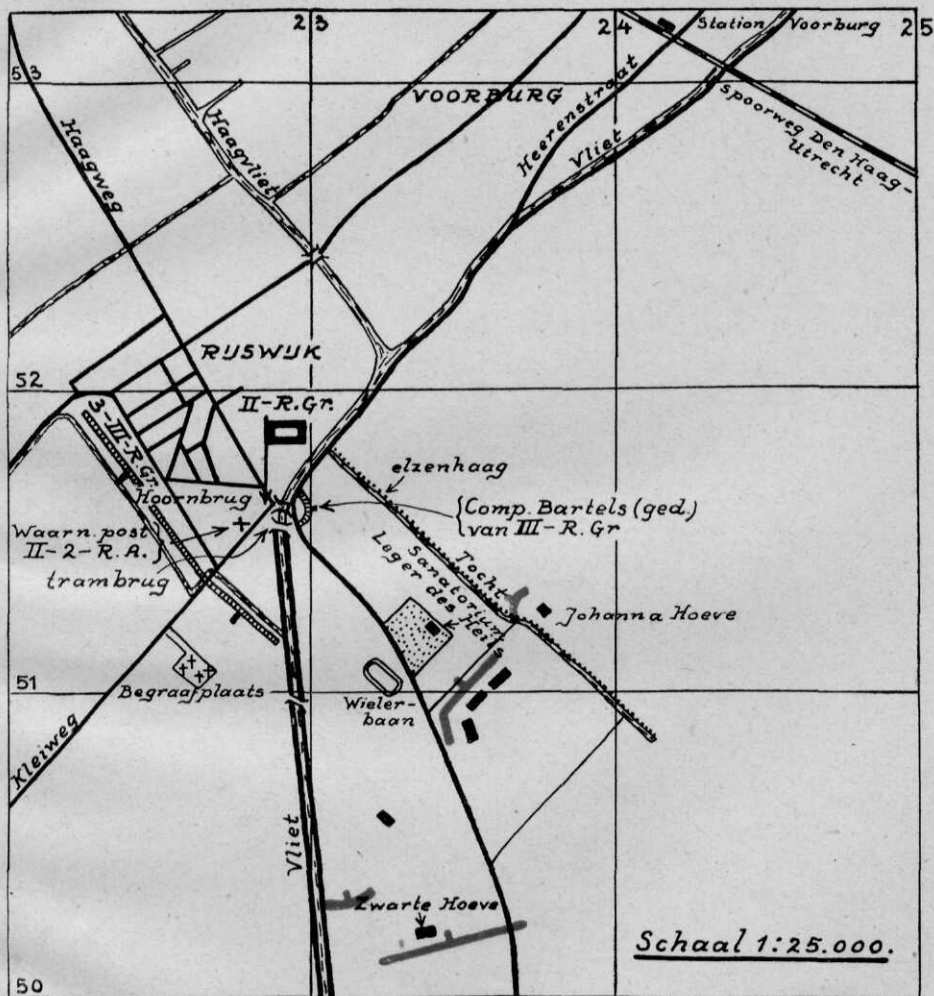 23
24
25
Station Voorburg
53
VOORBURG
Haagweg
Haagvliet
Heerenstraat
Vliet
Spoorweg Den Haag-
Utrecht
RIJSWIJK
52
II-R.Gr.
3-III-R.Gr.
elzenhaag
Hoornbrug
Comp. Bartels (ged.)
van III-R.Gr
Waarn. post
II-2-R.A.
trambrug
Tocht
Sanatorium
Leger des Heils
Johanna Hoeve
51
Begraafplaats
Wieler-
baan
Kleiweg
Vliet
Zwarte Hoeve
Schaal 1:25.000.
50